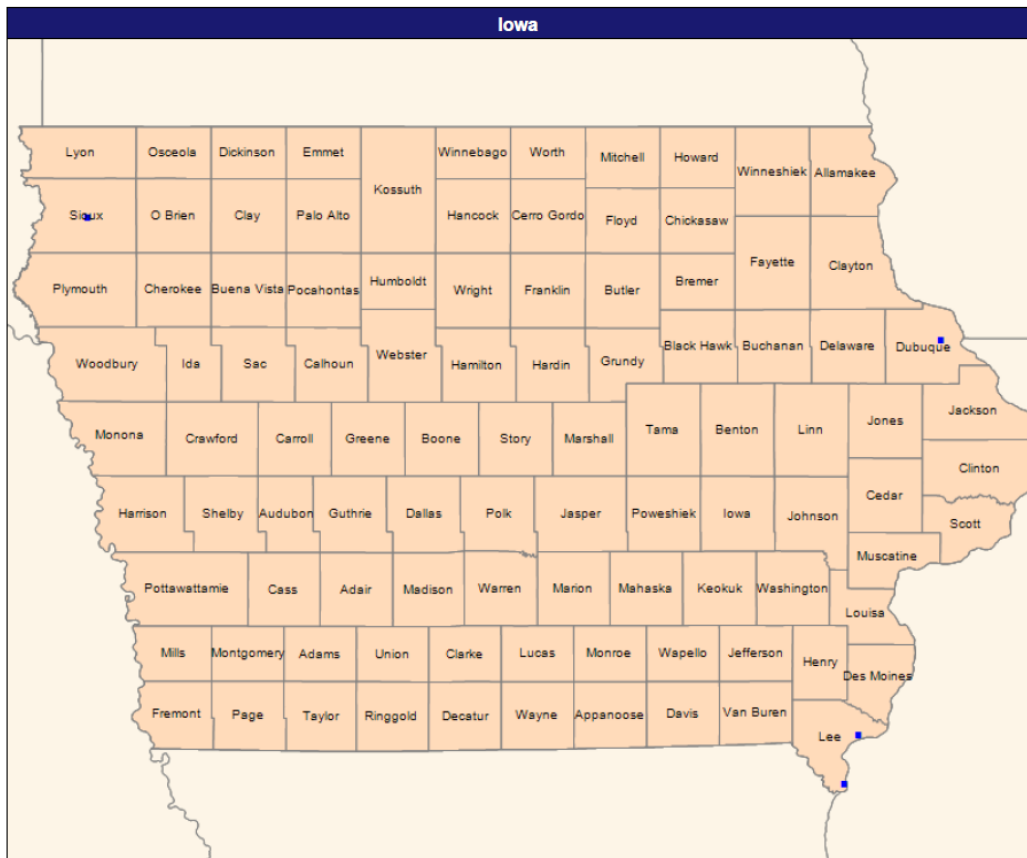 Iowa
Lyon Osceola Dickinson Emmet Winnebago Worth Mitchell Howard
Winneshiek Allamakee
Kossuth
Sioux O Brien Clay Palo Alto Hancock Cerro Gordo Floyd Chickasaw
Fayette Clayton
Plymouth Cherokee Buena Vista Pocahontas Humboldt Wright Franklin Butler Bremer
Woodbury Ida Sac Calhoun Webster Hamilton Hardin Grundy Black Hawk Buchanan Delaware Dubuque
Monona Crawford Carroll Greene Boone Story Marshall Tama Benton Linn Jones Jackson
Clinton
Harrison Shelby Audubon Guthrie Dallas Polk Jasper Poweshiek Iowa Johnson Cedar Scott
Muscatine
Pottawattamie Cass Adair Madison Warren Marion Mahaska Keokuk Washington
Louisa
Mills Montgomery Adams Union Clarke Lucas Monroe Wapello Jefferson Henry Des Moines
Fremont Page Taylor Ringgold Decatur Wayne Appanoose Davis Van Buren
Lee